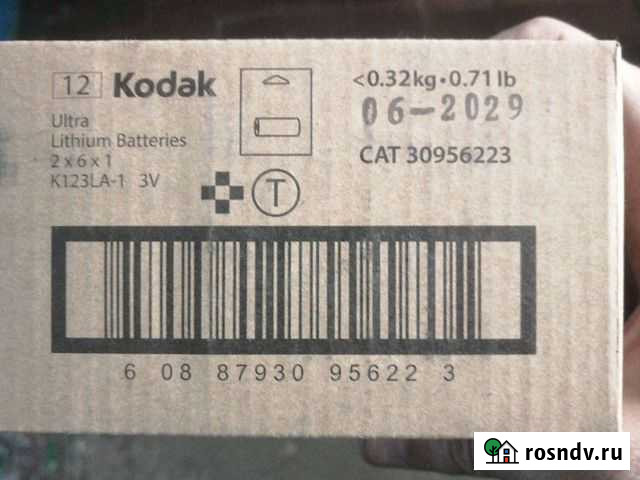 12 Kodak
Ultra
Lithium Batteries
2 x 6 x 1
K123LA-1 3V
T
<0.32kg·0.71 lb
06-2029
CAT 30956223
6 08 87930 95622 3
rosndv.ru